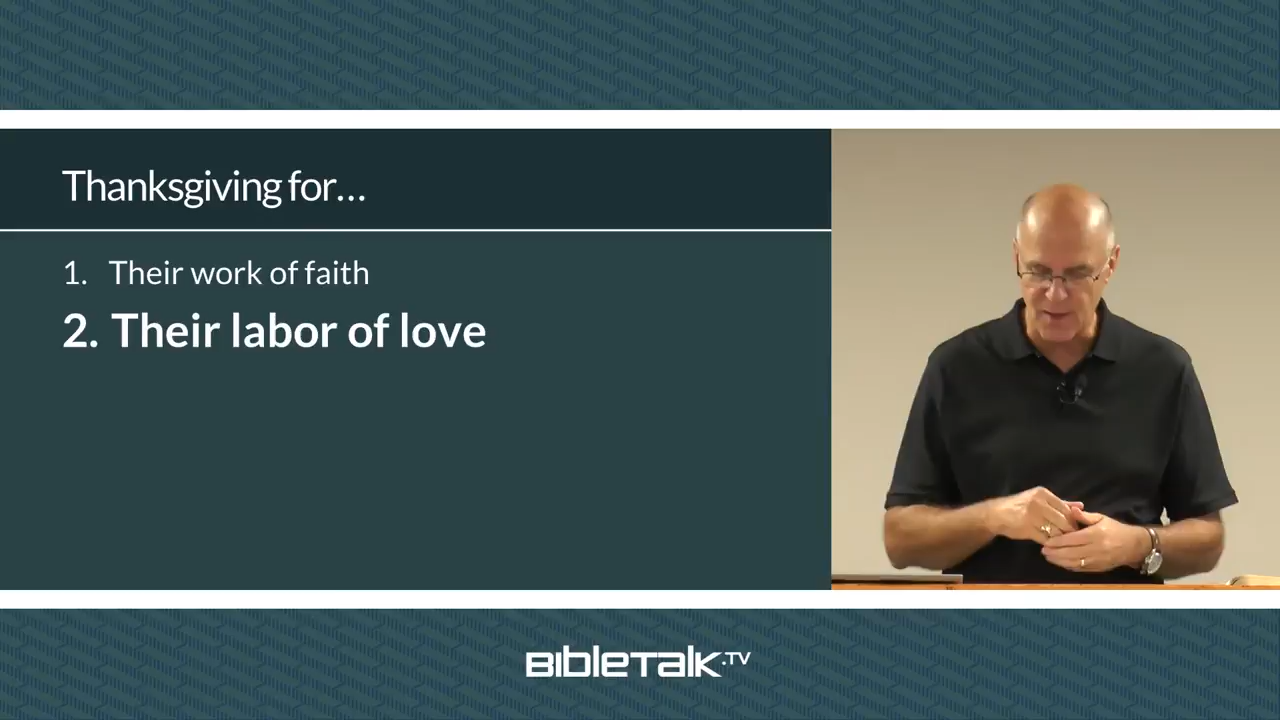 Thanksgiving for...
1. Their work of faith
2. Their labor of love
BibleTalk.TV